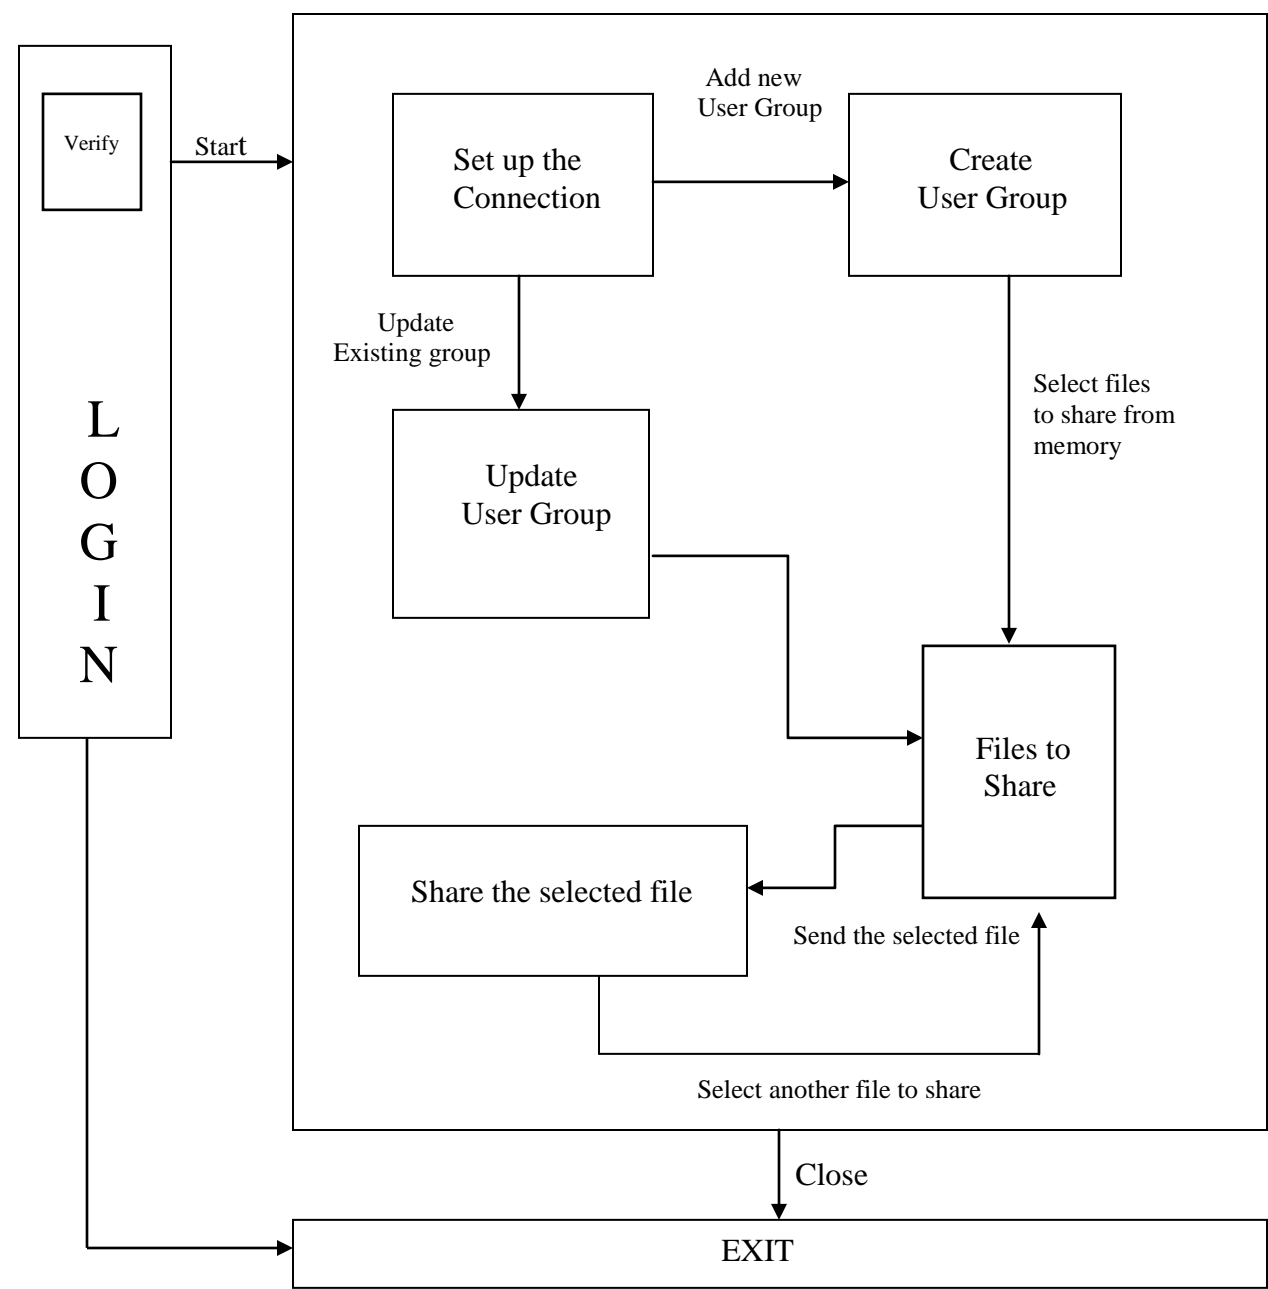 Verify
L
O
G
I
N
Start
Add new
User Group
Set up the
Connection
Create
User Group
Update
Existing group
Select files
to share from
memory
Update
User Group
Files to
Share
Share the selected file
Send the selected file
Select another file to share
Close
EXIT